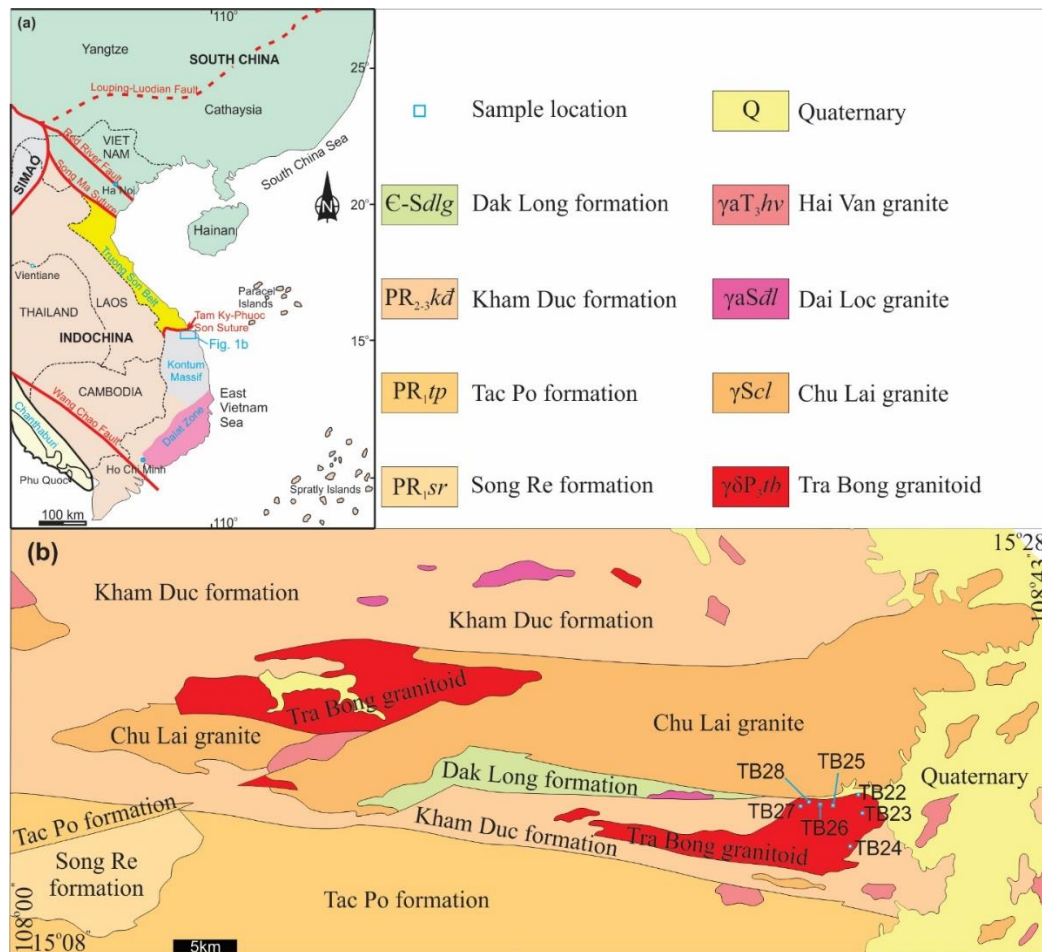 (a)
110°
Yangtze
SOUTH CHINA
25°
Louping-Luodian Fault
Cathaysia
VIET
NAM
Red River Fault
SIMAO
Song Ma Suture
Ha Noi
South China Sea
N
20°
Hainan
Truong Son Belt
Vientiane
LAOS
THAILAND
Paracel
Islands
Tam Ky-Phuoc
Son Suture
INDOCHINA
Fig. 1b
15°
Kontum
Massif
CAMBODIA
East
Vietnam
Sea
Wang Chao Fault
Dalat Zone
Chanthaburi
Ho Chi Minh
Phu Quoc
Spratly Islands
100 km
110°
Sample location
Q Quaternary
Є-Sdlg Dak Long formation
γaT₃hv Hai Van granite
PR₂₋₃kđ Kham Duc formation
γaSđl Dai Loc granite
PR₁tp Tac Po formation
γScl Chu Lai granite
PR₁sr Song Re formation
γδP₃tb Tra Bong granitoid
(b)
15°28'
108°43'
Kham Duc formation
Kham Duc formation
Tra Bong granitoid
Chu Lai granite
Chu Lai granite
Dak Long formation
TB28
TB25
TB22
Quaternary
TB27
TB26
TB23
Tac Po formation
Kham Duc formation
Tra Bong granitoid
TB24
Song Re
formation
Tac Po formation
108°00'
15°08'
5km